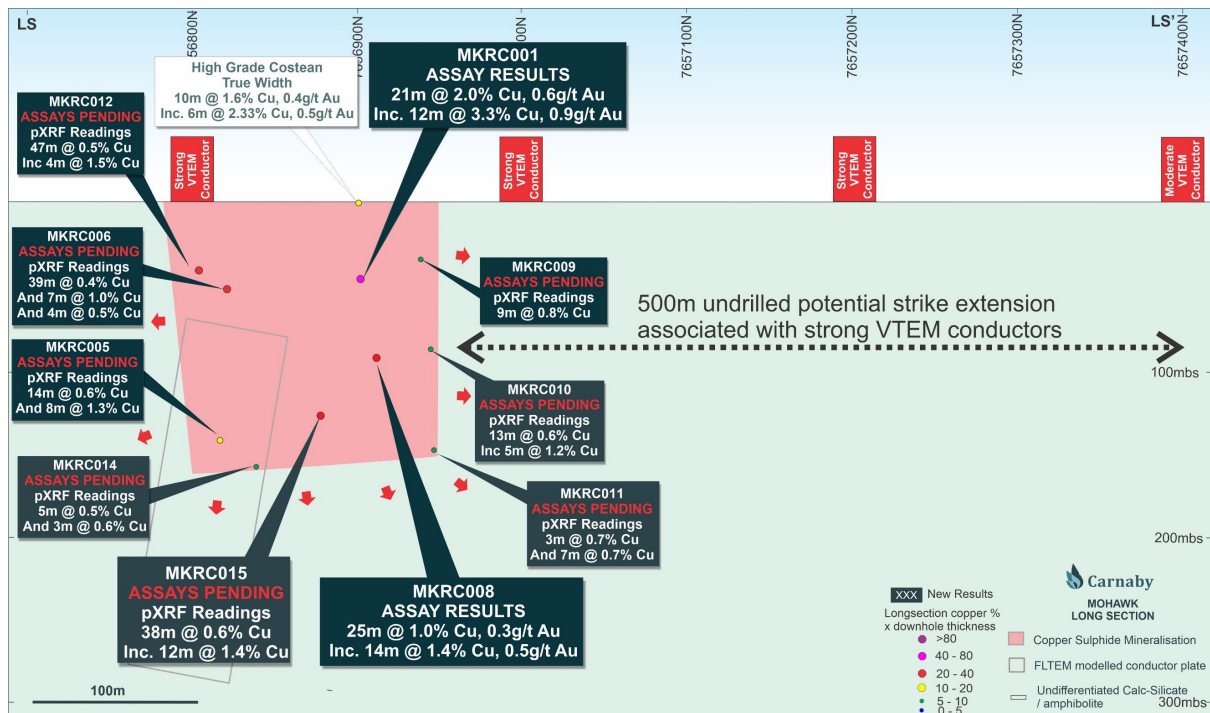 LS
LS'
56800N
7656900N
000N
7657100N
7657200N
7657300N
7657400N
High Grade Costean
True Width
10m @ 1.6% Cu, 0.4g/t Au
Inc. 6m @ 2.33% Cu, 0.5g/t Au
MKRC001
ASSAY RESULTS
21m @ 2.0% Cu, 0.6g/t Au
Inc. 12m @ 3.3% Cu, 0.9g/t Au
MKRC012
ASSAYS PENDING
pXRF Readings
47m @ 0.5% Cu
Inc 4m @ 1.5% Cu
Strong
VTEM
Conductor
Strong
VTEM
Conductor
Strong
VTEM
Conductor
Moderate
VTEM
Conductor
MKRC006
ASSAYS PENDING
pXRF Readings
39m @ 0.4% Cu
And 7m @ 1.0% Cu
And 4m @ 0.5% Cu
MKRC009
ASSAYS PENDING
pXRF Readings
9m @ 0.8% Cu
500m undrilled potential strike extension
associated with strong VTEM conductors
MKRC005
ASSAYS PENDING
pXRF Readings
14m @ 0.6% Cu
And 8m @ 1.3% Cu
100mbs
MKRC010
ASSAYS PENDING
pXRF Readings
13m @ 0.6% Cu
Inc 5m @ 1.2% Cu
MKRC014
ASSAYS PENDING
pXRF Readings
5m @ 0.5% Cu
And 3m @ 0.6% Cu
MKRC011
ASSAYS PENDING
pXRF Readings
3m @ 0.7% Cu
And 7m @ 0.7% Cu
200mbs
MKRC015
ASSAYS PENDING
pXRF Readings
38m @ 0.6% Cu
Inc. 12m @ 1.4% Cu
MKRC008
ASSAY RESULTS
25m @ 1.0% Cu, 0.3g/t Au
Inc. 14m @ 1.4% Cu, 0.5g/t Au
100m
XXX New Results
Longsection copper %
x downhole thickness
>80
40 - 80
20 - 40
10 - 20
5 - 10
0 - 5
Carnaby
MOHAWK
LONG SECTION
Copper Sulphide Mineralisation
FLTEM modelled conductor plate
Undifferentiated Calc-Silicate
/ amphibolite
300mbs